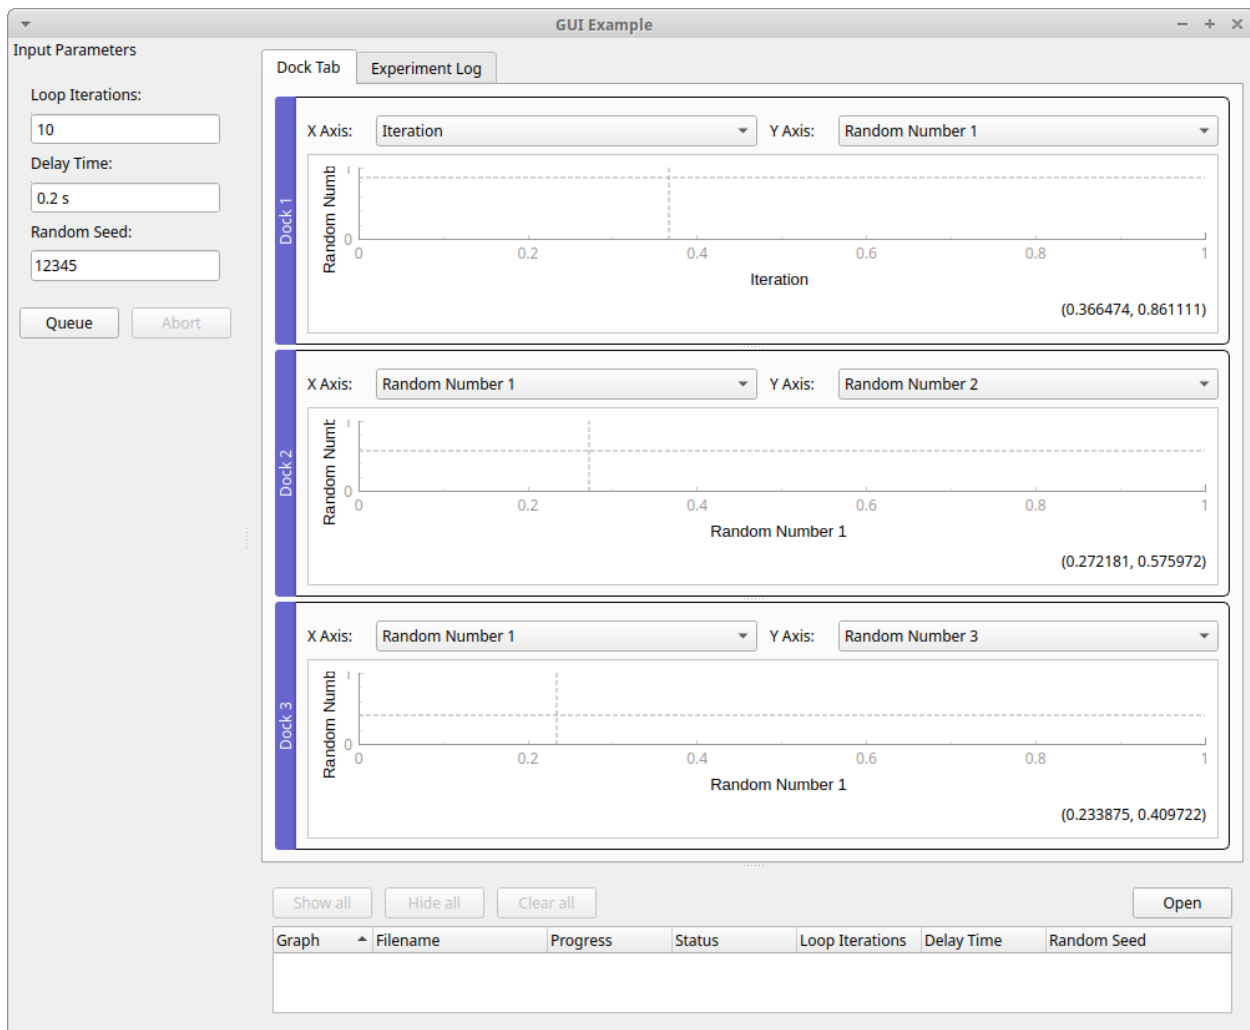 GUI Example
Input Parameters
Loop Iterations:
10
Delay Time:
0.2 s
Random Seed:
12345
Queue Abort
Dock Tab Experiment Log
Dock 1
X Axis: Iteration Y Axis: Random Number 1
Random Numb
1
0
0 0.2 0.4 0.6 0.8 1
Iteration
(0.366474, 0.861111)
Dock 2
X Axis: Random Number 1 Y Axis: Random Number 2
Random Numb
1
0
0 0.2 0.4 0.6 0.8 1
Random Number 1
(0.272181, 0.575972)
Dock 3
X Axis: Random Number 1 Y Axis: Random Number 3
Random Numb
1
0
0 0.2 0.4 0.6 0.8 1
Random Number 1
(0.233875, 0.409722)
Show all Hide all Clear all Open
Graph Filename Progress Status Loop Iterations Delay Time Random Seed